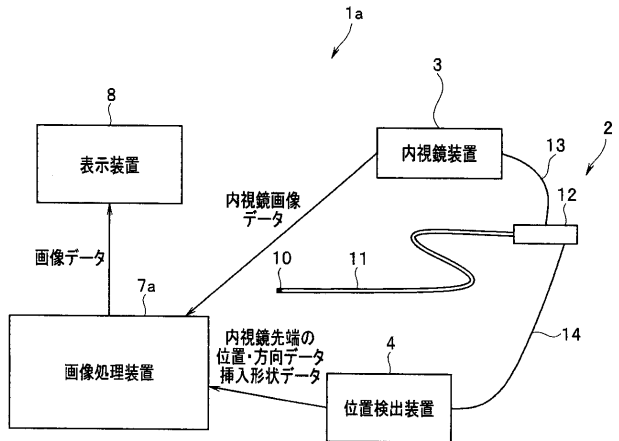 1a
3
内視鏡装置
13
2
12
8
表示装置
内視鏡画像
データ
画像データ
10
11
7a
画像処理装置
内視鏡先端の
位置・方向データ
挿入形状データ
4
位置検出装置
14